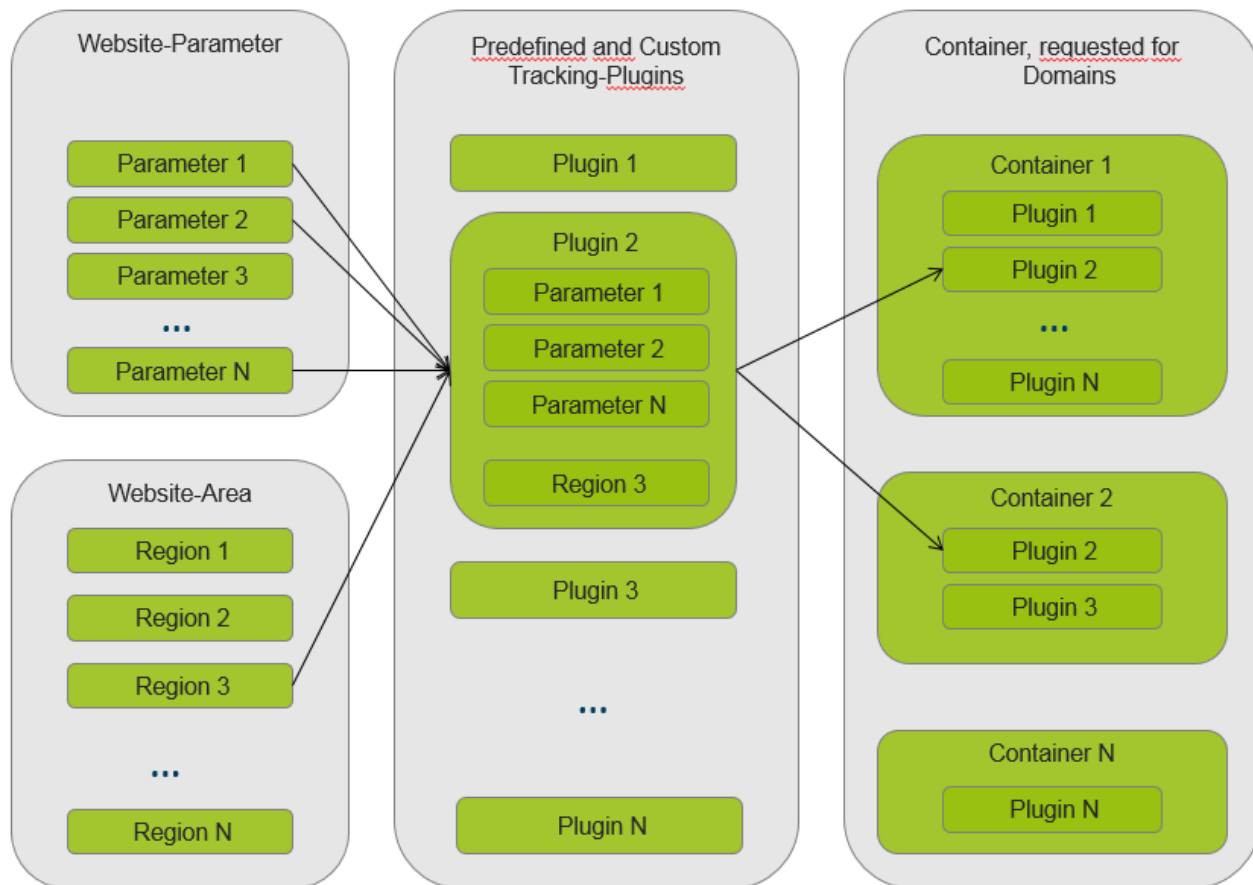 Website-Parameter
Parameter 1
Parameter 2
Parameter 3
...
Parameter N
Website-Area
Region 1
Region 2
Region 3
...
Region N
Predefined and Custom
Tracking-Plugins
Plugin 1
Plugin 2
Parameter 1
Parameter 2
Parameter N
Region 3
Plugin 3
...
Plugin N
Container, requested for
Domains
Container 1
Plugin 1
Plugin 2
...
Plugin N
Container 2
Plugin 2
Plugin 3
Container N
Plugin N